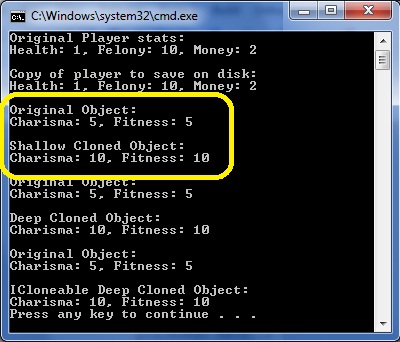 C:\Windows\system32\cmd.exe
Original Player stats:
Health: 1, Felony: 10, Money: 2
Copy of player to save on disk:
Health: 1, Felony: 10, Money: 2
Original Object:
Charisma: 5, Fitness: 5
Shallow Cloned Object:
Charisma: 10, Fitness: 10
Original Object:
Charisma: 5, Fitness: 5
Deep Cloned Object:
Charisma: 10, Fitness: 10
Original Object:
Charisma: 5, Fitness: 5
ICloneable Deep Cloned Object:
Charisma: 10, Fitness: 10
Press any key to continue . . .